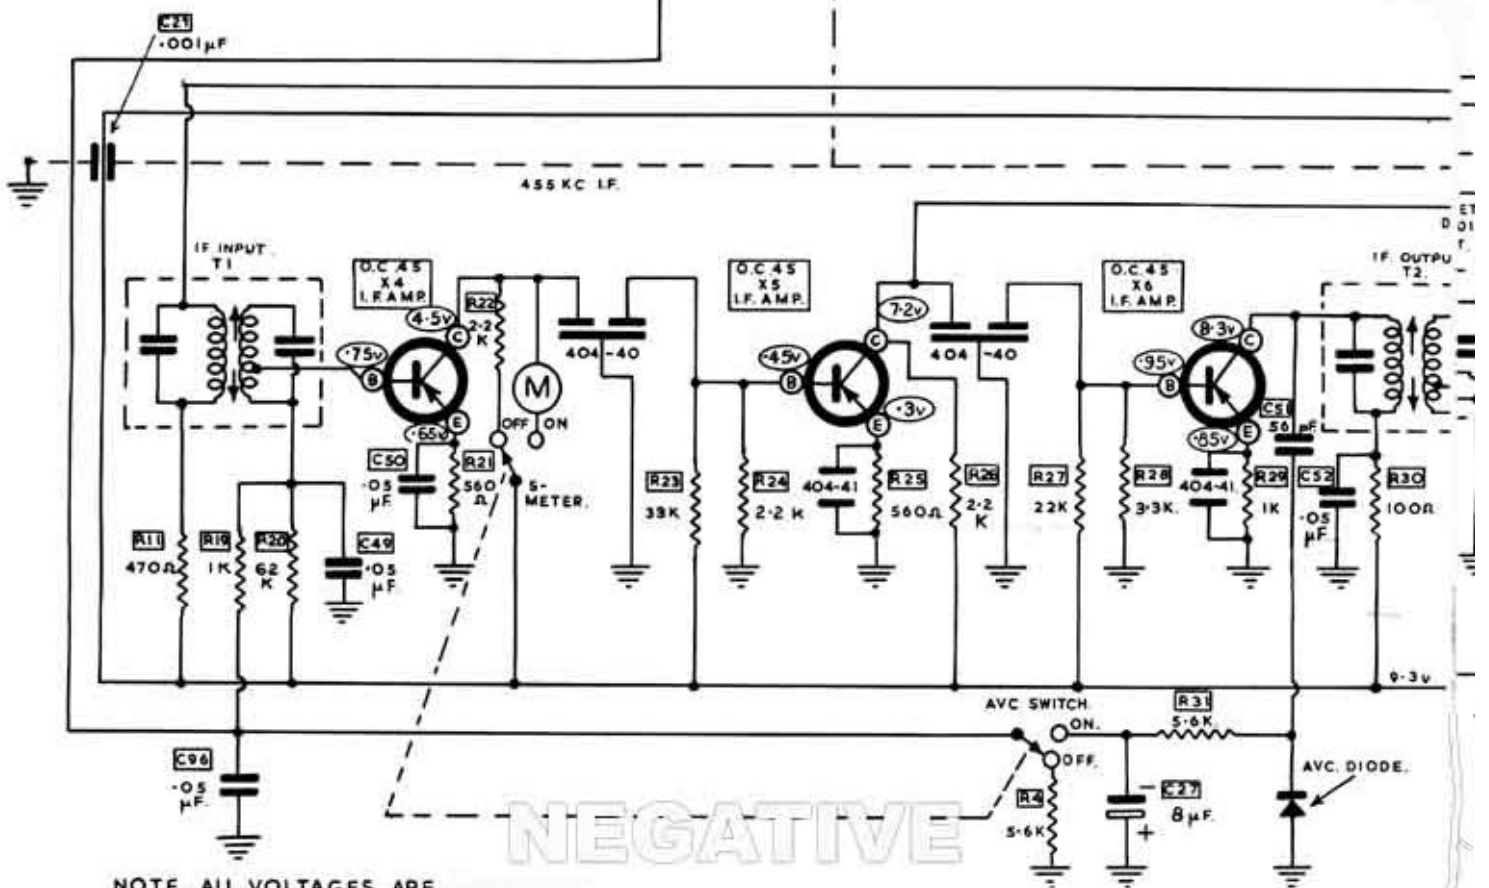 C21
.001µF
455 KC I.F.
IF INPUT.
T1
O.C.45
X4
I.F. AMP.
4.5v
.75v
C
B
E
.65v
R22
2.2
K
404-40
M
OFF
ON
S-
METER.
C50
.05
µF.
R21
560
Ω
R11
470Ω
R19
1K
R20
62
K
C49
.05
µF.
O.C.45
X5
I.F. AMP.
7.2v
.45v
C
B
E
.3v
404-40
R23
33K
R24
2.2 K
404-41
R25
560Ω
R26
2.2
K
R27
22K
O.C.45
X6
I.F. AMP.
8.3v
.95v
C
B
E
.85v
R28
3.3K.
404-41.
R29
1K
C51
56 pF.
C52
.05
µF.
R30
100Ω
IF. OUTPU
T2.
9.3v
C96
.05
µF.
AVC SWITCH.
ON.
OFF.
R4
5.6K
R31
5.6K.
C27
8µF.
AVC. DIODE.
NEGATIVE
NOTE ALL VOLTAGES ARE